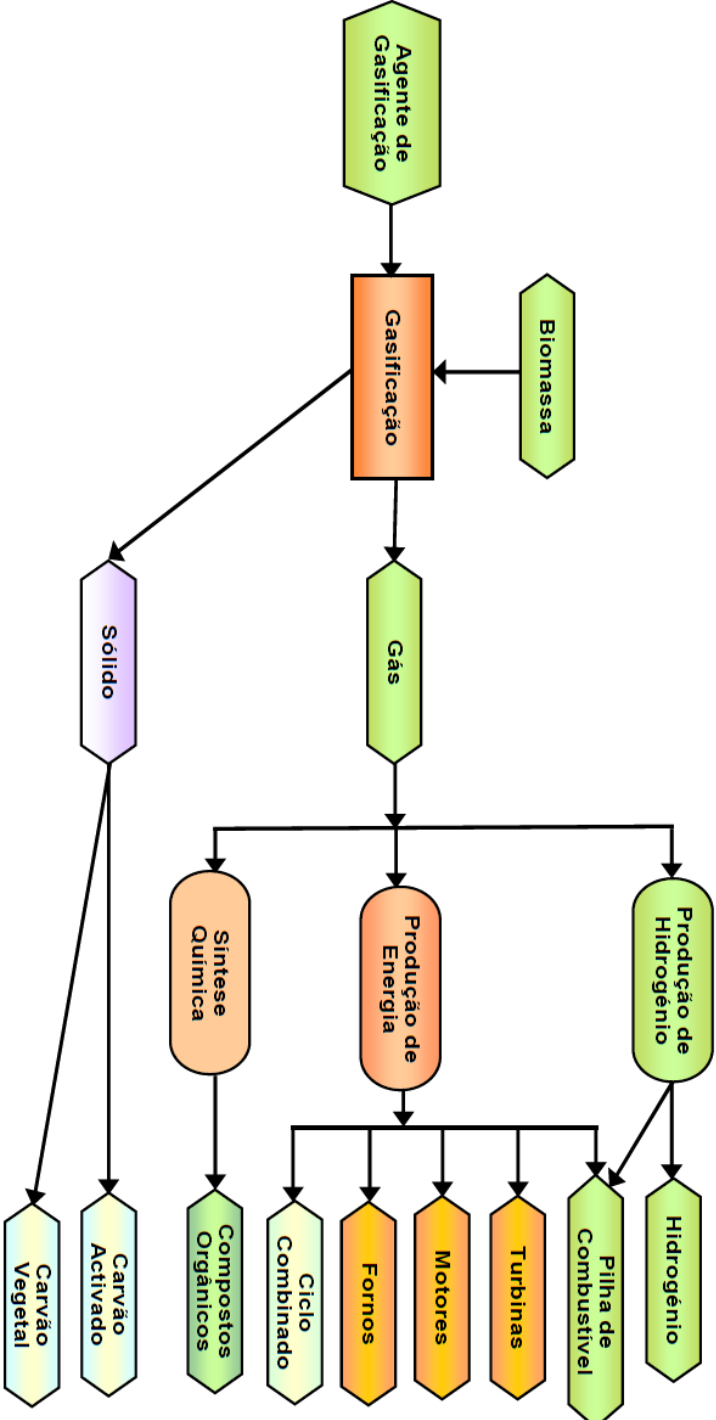 Agente de
Gasificação
Biomassa
Gasificação
Gás
Sólido
Produção de
Hidrogénio
Produção de
Energia
Síntese
Química
Hidrogénio
Pilha de
Combustível
Turbinas
Motores
Fornos
Ciclo
Combinado
Compostos
Orgânicos
Carvão
Activado
Carvão
Vegetal